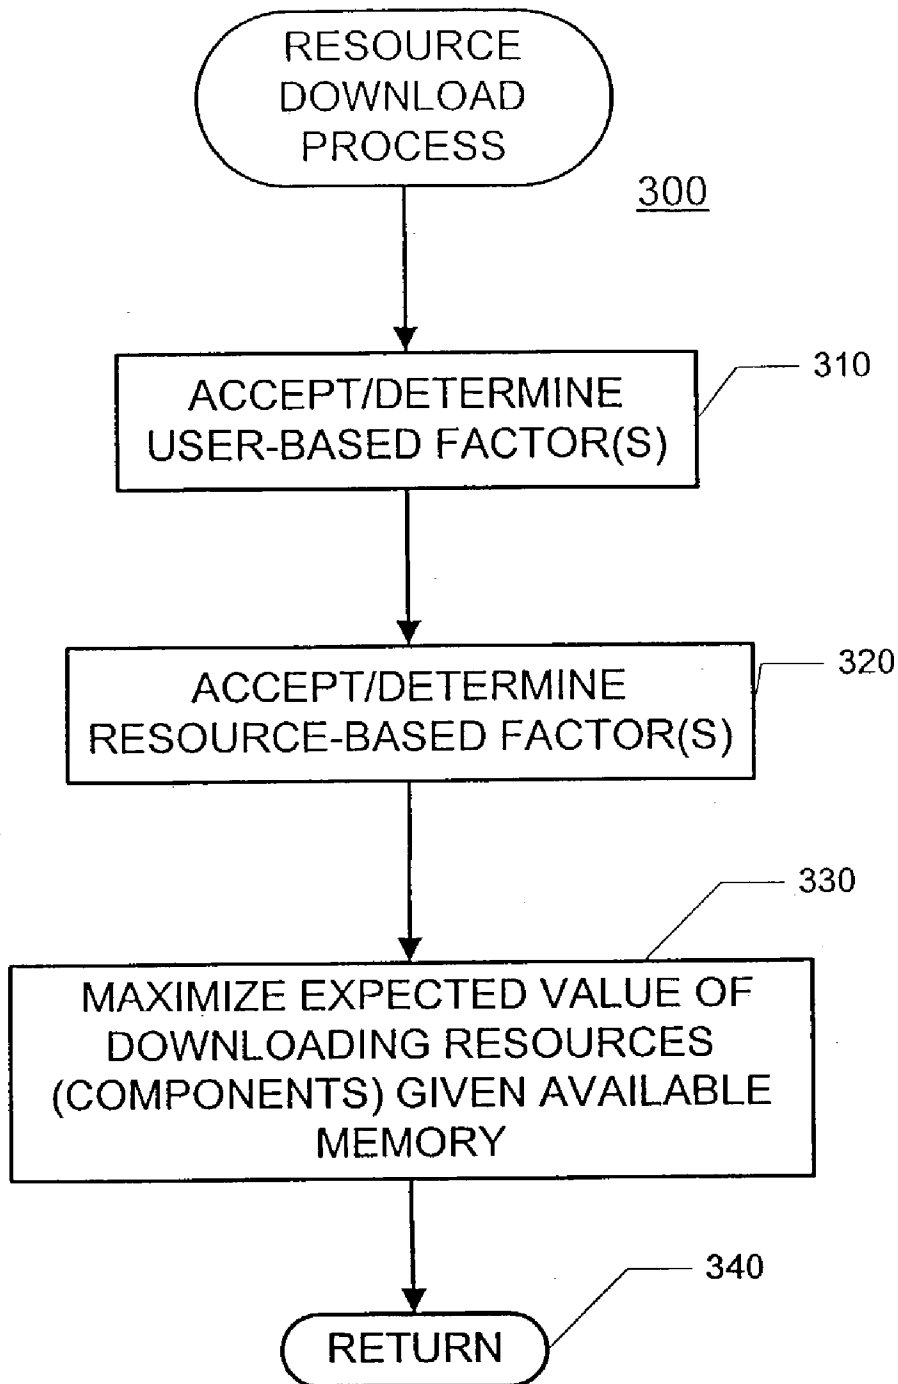 RESOURCE
DOWNLOAD
PROCESS
300
310
ACCEPT/DETERMINE
USER-BASED FACTOR(S)
320
ACCEPT/DETERMINE
RESOURCE-BASED FACTOR(S)
330
MAXIMIZE EXPECTED VALUE OF
DOWNLOADING RESOURCES
(COMPONENTS) GIVEN AVAILABLE
MEMORY
340
RETURN